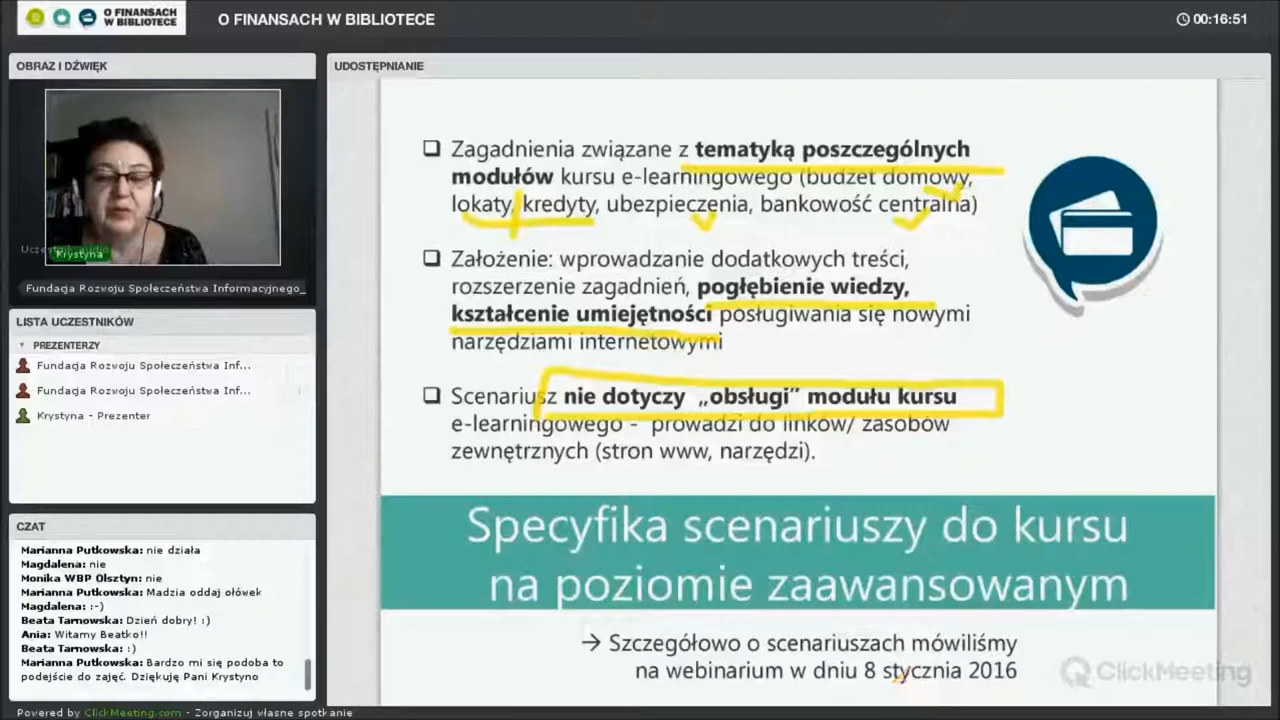 O FINANSACH
W BIBLIOTECE
O FINANSACH W BIBLIOTECE
00:16:51
OBRAZ I DŹWIĘK
Krystyna
Fundacja Rozwoju Społeczeństwa Informacyjnego_
LISTA UCZESTNIKÓW
PREZENTERZY
Fundacja Rozwoju Społeczeństwa Inf...
Fundacja Rozwoju Społeczeństwa Inf...
Krystyna - Prezenter
CZAT
Marianna Putkowska: nie działa
Magdalena: nie
Monika WBP Olsztyn: nie
Marianna Putkowska: Madzia oddaj ołówek
Magdalena: :-)
Beata Tarnowska: Dzień dobry! :)
Ania: Witamy Beatko!!
Beata Tarnowska: :)
Marianna Putkowska: Bardzo mi się podoba to
podejście do zajęć. Dziękuję Pani Krystyno
UDOSTĘPNIANIE
Zagadnienia związane z tematyką poszczególnych
modułów kursu e-learningowego (budżet domowy,
lokaty, kredyty, ubezpieczenia, bankowość centralna)
Założenie: wprowadzanie dodatkowych treści,
rozszerzenie zagadnień, pogłębienie wiedzy,
kształcenie umiejętności posługiwania się nowymi
narzędziami internetowymi
Scenariusz nie dotyczy „obsługi” modułu kursu
e-learningowego - prowadzi do linków/ zasobów
zewnętrznych (stron www, narzędzi).
Specyfika scenariuszy do kursu
na poziomie zaawansowanym
→ Szczegółowo o scenariuszach mówiliśmy
na webinarium w dniu 8 stycznia 2016
ClickMeeting
Powered by ClickMeeting.com - Zorganizuj własne spotkanie